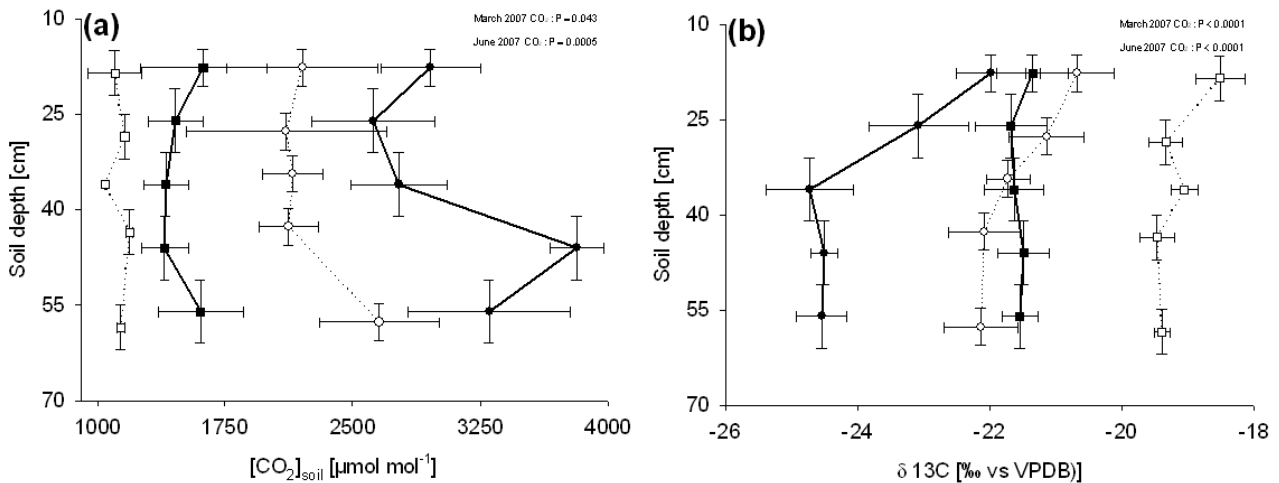 (a)
March 2007 CO₂ : P = 0.043
June 2007 CO₂ : P = 0.0005
10
25
40
55
70
Soil depth [cm]
1000 1750 2500 3250 4000
[CO₂]soil [µmol mol⁻¹]
(b)
March 2007 CO₂ : P < 0.0001
June 2007 CO₂ : P < 0.0001
10
25
40
55
70
Soil depth [cm]
-26 -24 -22 -20 -18
δ 13C [‰ vs VPDB)]